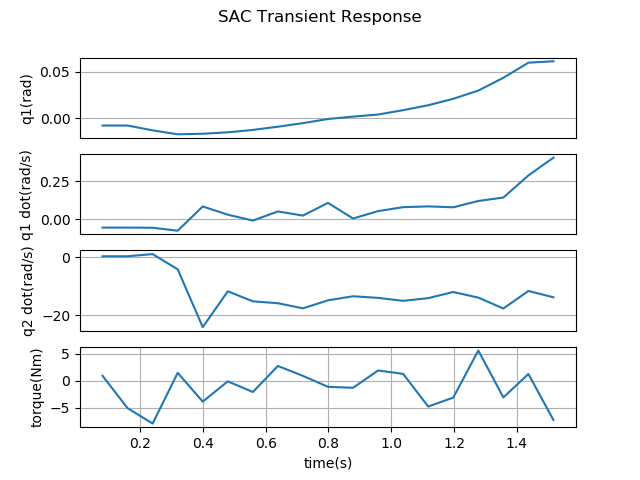 SAC Transient Response
0.05
0.00
q1(rad)
0.25
0.00
q1 dot(rad/s)
0
−20
q2 dot(rad/s)
5
0
−5
torque(Nm)
0.2 0.4 0.6 0.8 1.0 1.2 1.4
time(s)